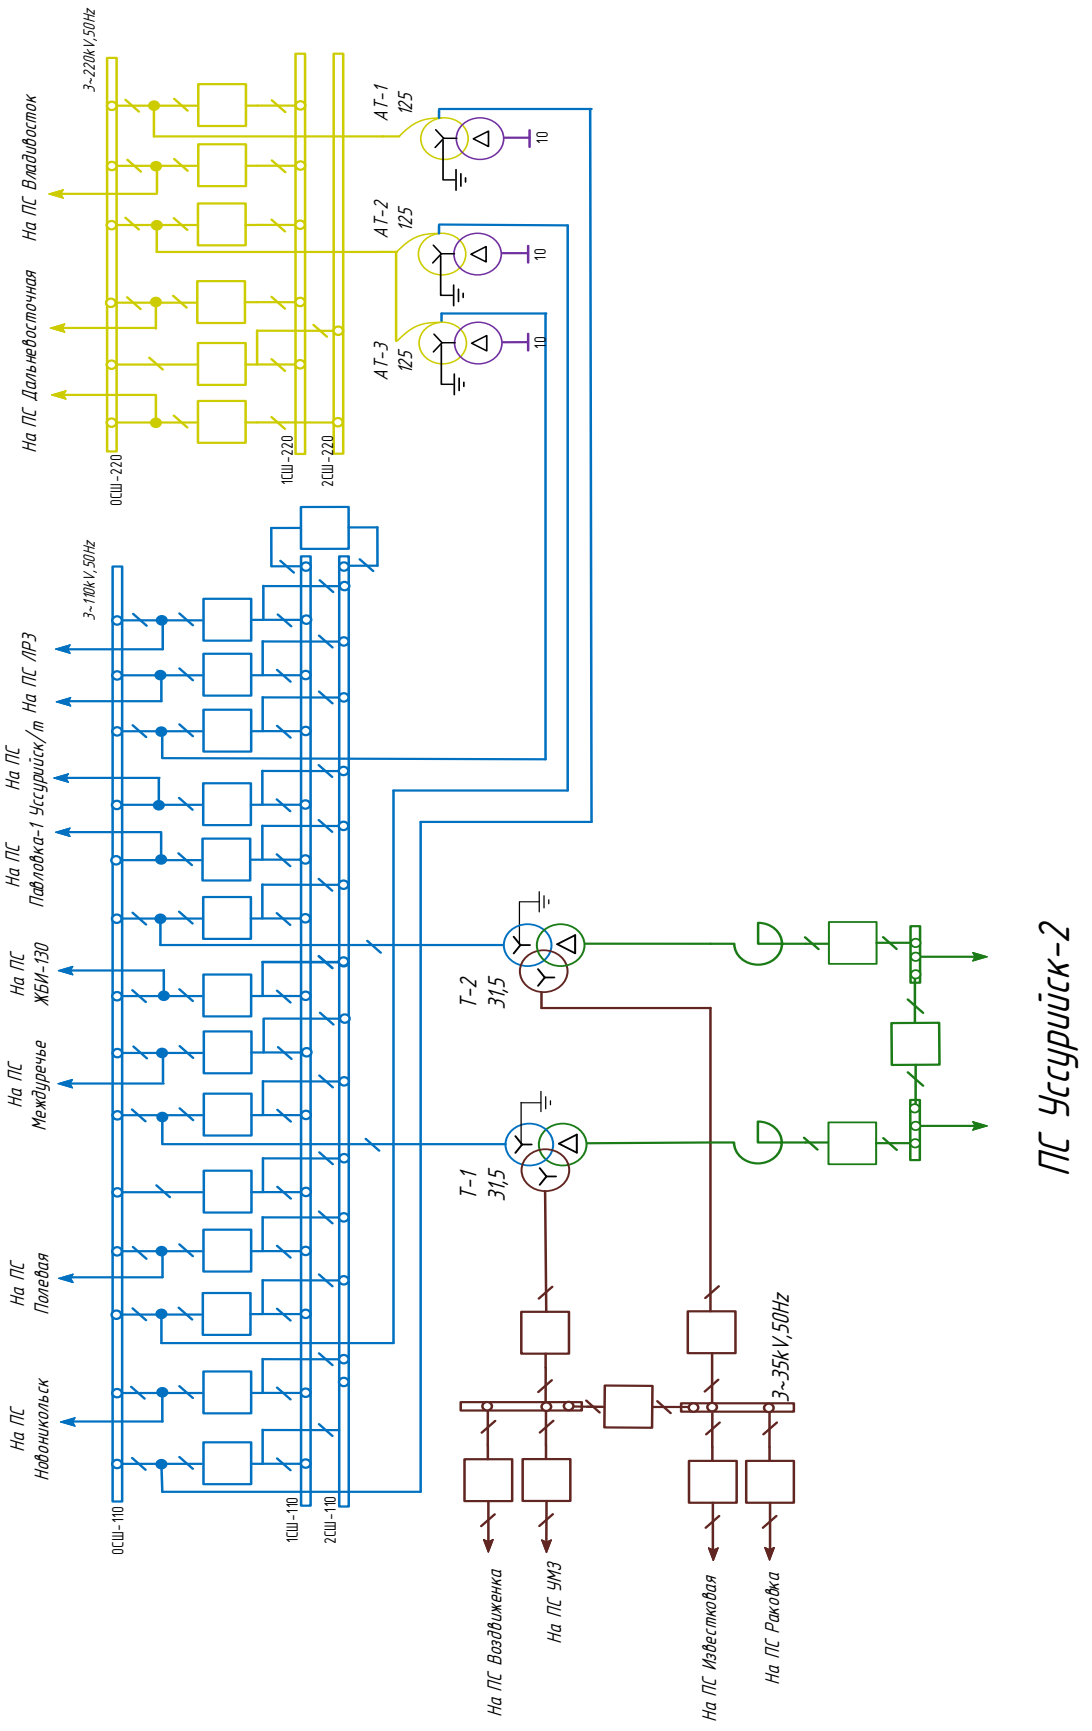 На ПС
Новоникольск
На ПС
Полевая
На ПС
Междуречье
На ПС
ЖБИ-130
На ПС
Павловка-1
На ПС
Уссурийск/т
На ПС ЛРЗ
На ПС Дальневосточная
На ПС Владивосток
3~110kV,50Hz
3~220kV,50Hz
ОСШ-110
ОСШ-220
1СШ-110
2СШ-110
1СШ-220
2СШ-220
АТ-3
125
АТ-2
125
АТ-1
125
10
10
10
Т-1
31,5
Т-2
31,5
На ПС Воздвиженка
На ПС УМЗ
На ПС Известковая
На ПС Раковка
3~35kV,50Hz
ПС Уссурийск-2